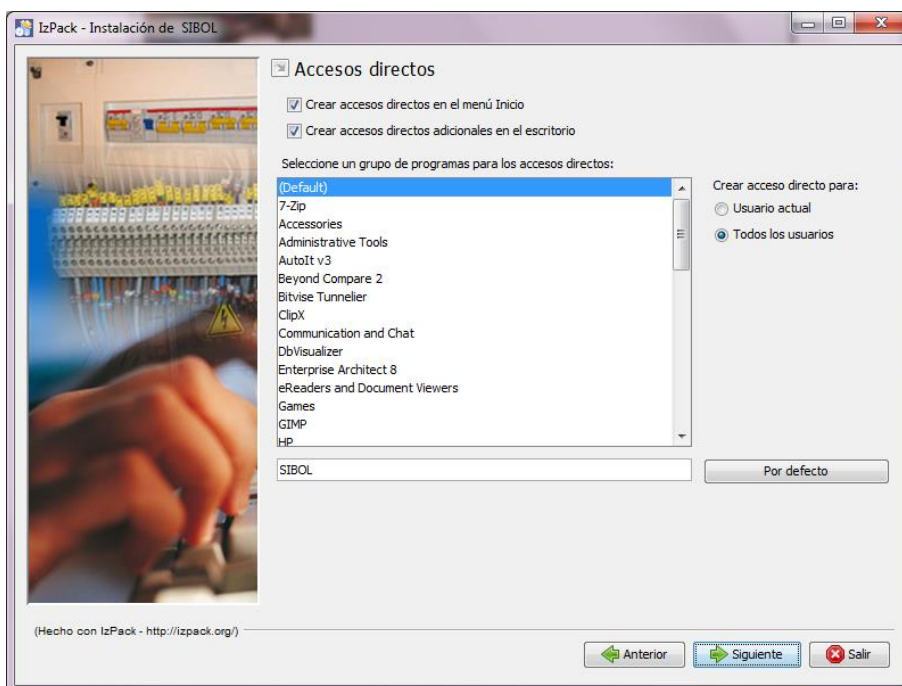 IzPack - Instalación de SIBOL
Accesos directos
Crear accesos directos en el menú Inicio
Crear accesos directos adicionales en el escritorio
Seleccione un grupo de programas para los accesos directos:
(Default)
7-Zip
Accessories
Administrative Tools
AutoIt v3
Beyond Compare 2
Bitvise Tunnelier
ClipX
Communication and Chat
DbVisualizer
Enterprise Architect 8
eReaders and Document Viewers
Games
GIMP
HP
Crear acceso directo para:
Usuario actual
Todos los usuarios
SIBOL
Por defecto
(Hecho con IzPack - http://izpack.org/)
Anterior
Siguiente
Salir